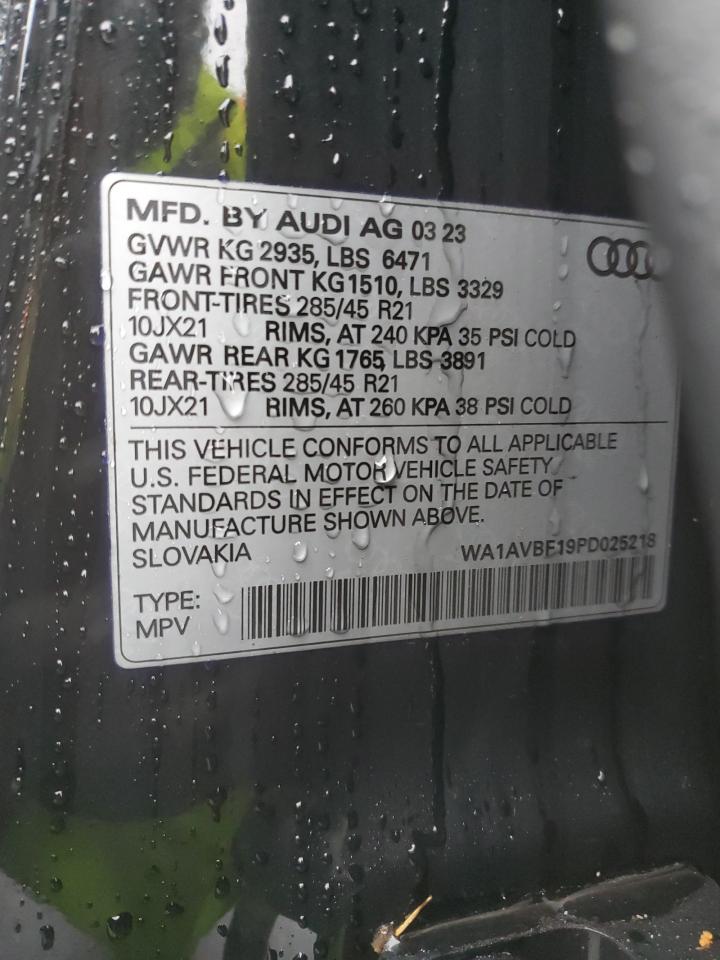 MFD. BY AUDI AG 03 23
GVWR KG 2935, LBS 6471
GAWR FRONT KG 1510, LBS 3329
FRONT-TIRES 285/45 R21
10JX21 RIMS, AT 240 KPA 35 PSI COLD
GAWR REAR KG 1765, LBS 3891
REAR-TIRES 285/45 R21
10JX21 RIMS, AT 260 KPA 38 PSI COLD
THIS VEHICLE CONFORMS TO ALL APPLICABLE
U.S. FEDERAL MOTOR VEHICLE SAFETY
STANDARDS IN EFFECT ON THE DATE OF
MANUFACTURE SHOWN ABOVE.
SLOVAKIA WA1AVBF19PD025218
TYPE:
MPV